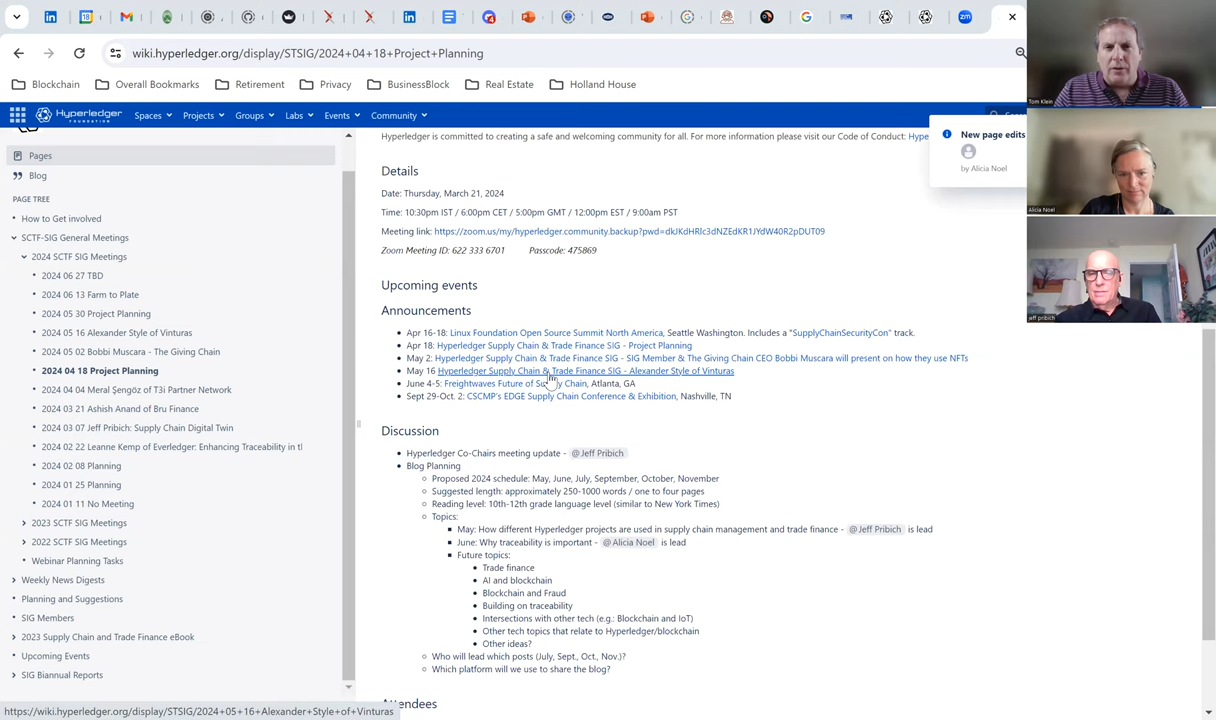 wiki.hyperledger.org/display/STSIG/2024+04+18+Project+Planning
Blockchain
Overall Bookmarks
Retirement
Privacy
BusinessBlock
Real Estate
Holland House
HYPERLEDGER
FOUNDATION
Spaces
Projects
Groups
Labs
Events
Community
Pages
Blog
PAGE TREE
How to Get involved
SCTF-SIG General Meetings
2024 SCTF SIG Meetings
2024 06 27 TBD
2024 06 13 Farm to Plate
2024 05 30 Project Planning
2024 05 16 Alexander Style of Vinturas
2024 05 02 Bobbi Muscara - The Giving Chain
2024 04 18 Project Planning
2024 04 04 Meral Şengöz of T3i Partner Network
2024 03 21 Ashish Anand of Bru Finance
2024 03 07 Jeff Pribich: Supply Chain Digital Twin
2024 02 22 Leanne Kemp of Everledger: Enhancing Traceability in tl
2024 02 08 Planning
2024 01 25 Planning
2024 01 11 No Meeting
2023 SCTF SIG Meetings
2022 SCTF SIG Meetings
Webinar Planning Tasks
Weekly News Digests
Planning and Suggestions
SIG Members
2023 Supply Chain and Trade Finance eBook
Upcoming Events
SIG Biannual Reports
https://wiki.hyperledger.org/display/STSIG/2024+05+16+Alexander+Style+of+Vinturas
Hyperledger is committed to creating a safe and welcoming community for all. For more information please visit our Code of Conduct: Hype
Details
Date: Thursday, March 21, 2024
Time: 10:30pm IST / 6:00pm CET / 5:00pm GMT / 12:00pm EST / 9:00am PST
Meeting link: https://zoom.us/my/hyperledger.community.backup?pwd=dkJKdHRlc3dNZEdKR1JYdW40R2pDUT09
Zoom Meeting ID: 622 333 6701 Passcode: 475869
Upcoming events
Announcements
Apr 16-18: Linux Foundation Open Source Summit North America, Seattle Washington. Includes a "SupplyChainSecurityCon" track.
Apr 18: Hyperledger Supply Chain & Trade Finance SIG - Project Planning
May 2: Hyperledger Supply Chain & Trade Finance SIG - SIG Member & The Giving Chain CEO Bobbi Muscara will present on how they use NFTs
May 16 Hyperledger Supply Chain & Trade Finance SIG - Alexander Style of Vinturas
June 4-5: Freightwaves Future of Supply Chain, Atlanta, GA
Sept 29-Oct. 2: CSCMP's EDGE Supply Chain Conference & Exhibition, Nashville, TN
Discussion
Hyperledger Co-Chairs meeting update - @Jeff Pribich
Blog Planning
Proposed 2024 schedule: May, June, July, September, October, November
Suggested length: approximately 250-1000 words / one to four pages
Reading level: 10th-12th grade language level (similar to New York Times)
Topics:
May: How different Hyperledger projects are used in supply chain management and trade finance - @Jeff Pribich is lead
June: Why traceability is important - @Alicia Noel is lead
Future topics:
Trade finance
AI and blockchain
Blockchain and Fraud
Building on traceability
Intersections with other tech (e.g.: Blockchain and IoT)
Other tech topics that relate to Hyperledger/blockchain
Other ideas?
Who will lead which posts (July, Sept., Oct., Nov.)?
Which platform will we use to share the blog?
Attendees
New page edits
by Alicia Noel
Tom Klein
Alicia Noel
jeff pribich